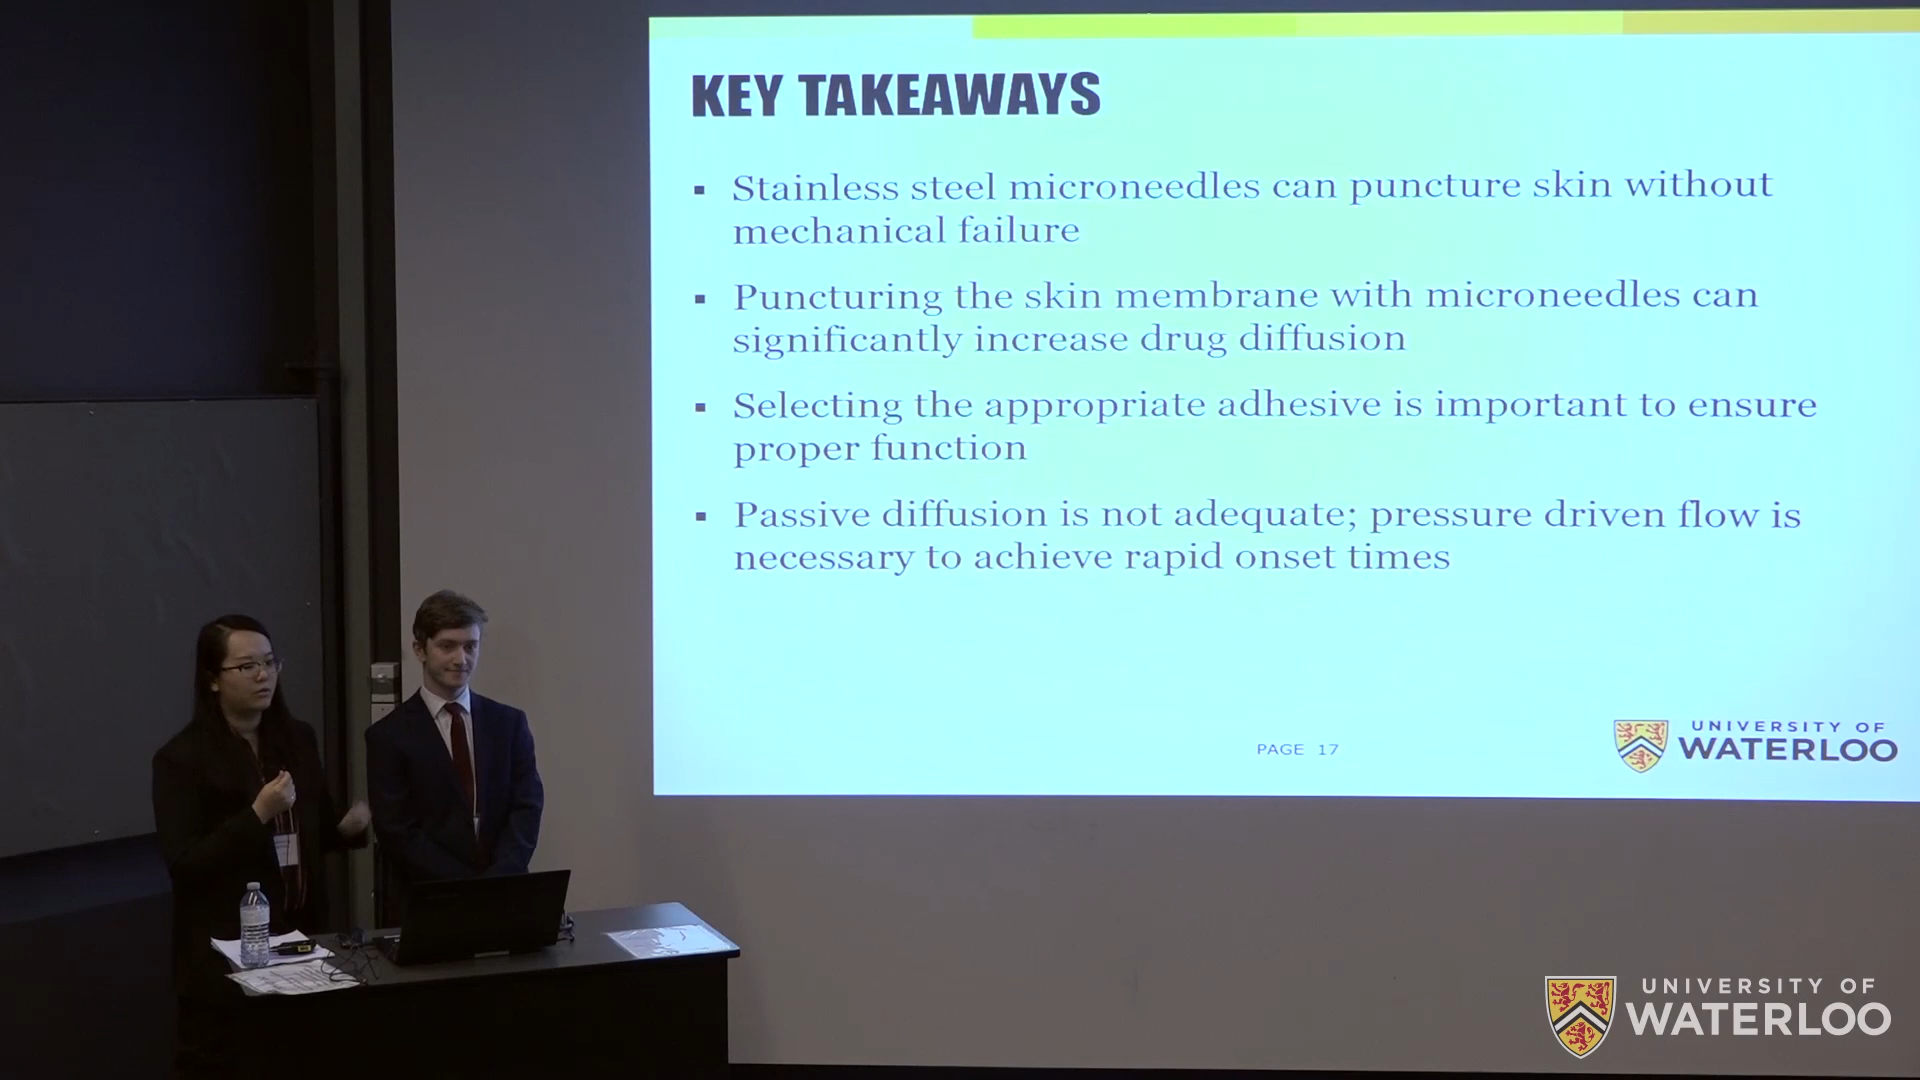 KEY TAKEAWAYS
▪ Stainless steel microneedles can puncture skin without
mechanical failure
▪ Puncturing the skin membrane with microneedles can
significantly increase drug diffusion
▪ Selecting the appropriate adhesive is important to ensure
proper function
▪ Passive diffusion is not adequate; pressure driven flow is
necessary to achieve rapid onset times
PAGE 17
UNIVERSITY OF
WATERLOO
UNIVERSITY OF
WATERLOO